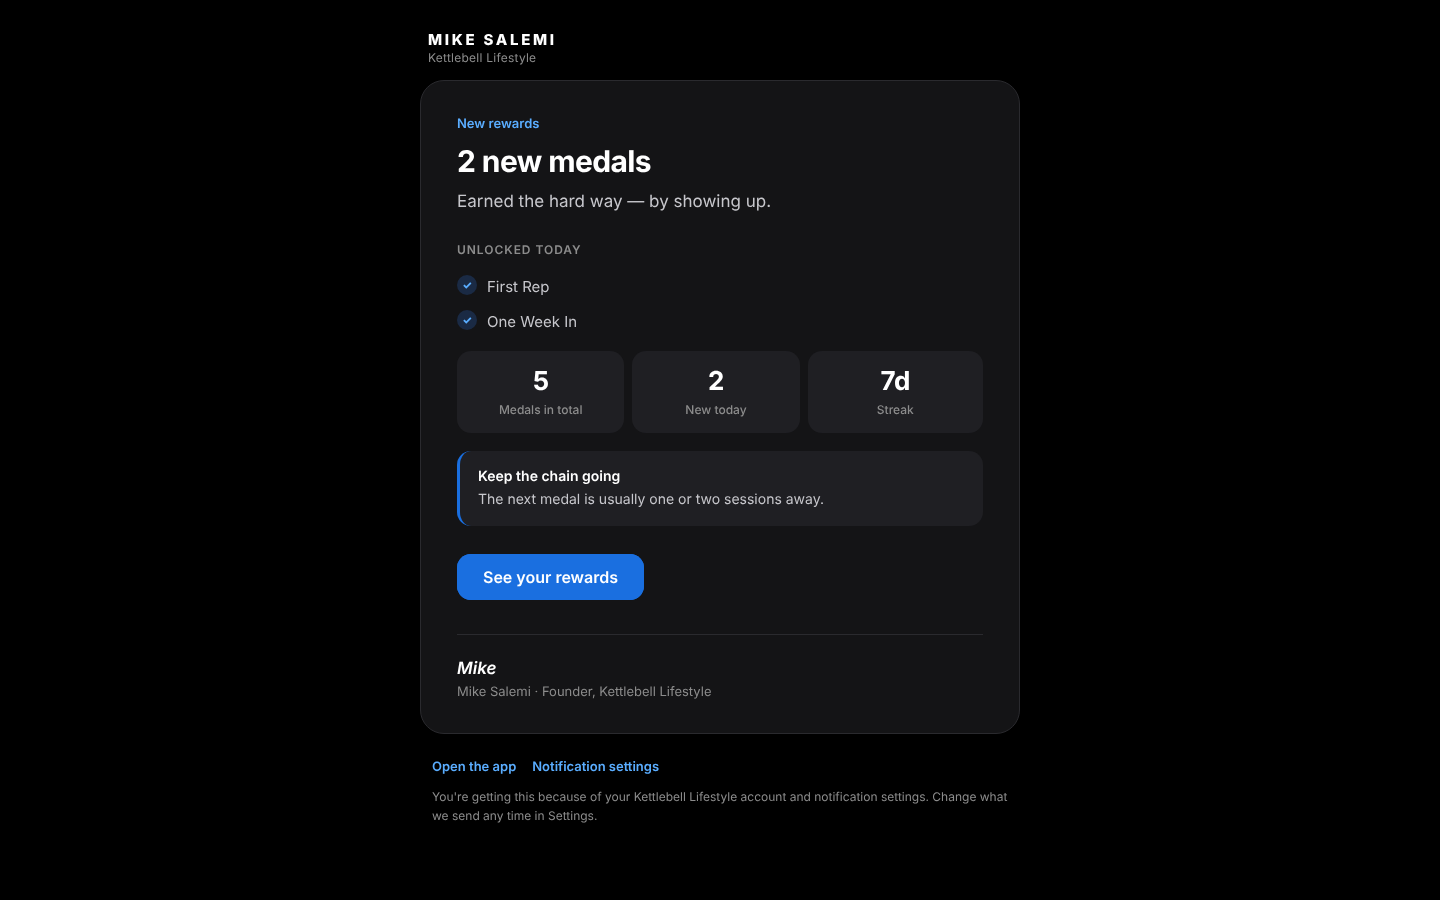 MIKE SALEMI
Kettlebell Lifestyle
New rewards
2 new medals
Earned the hard way — by showing up.
UNLOCKED TODAY
First Rep
One Week In
5
Medals in total
2
New today
7d
Streak
Keep the chain going
The next medal is usually one or two sessions away.
See your rewards
Mike
Mike Salemi · Founder, Kettlebell Lifestyle
Open the app Notification settings
You're getting this because of your Kettlebell Lifestyle account and notification settings. Change what
we send any time in Settings.